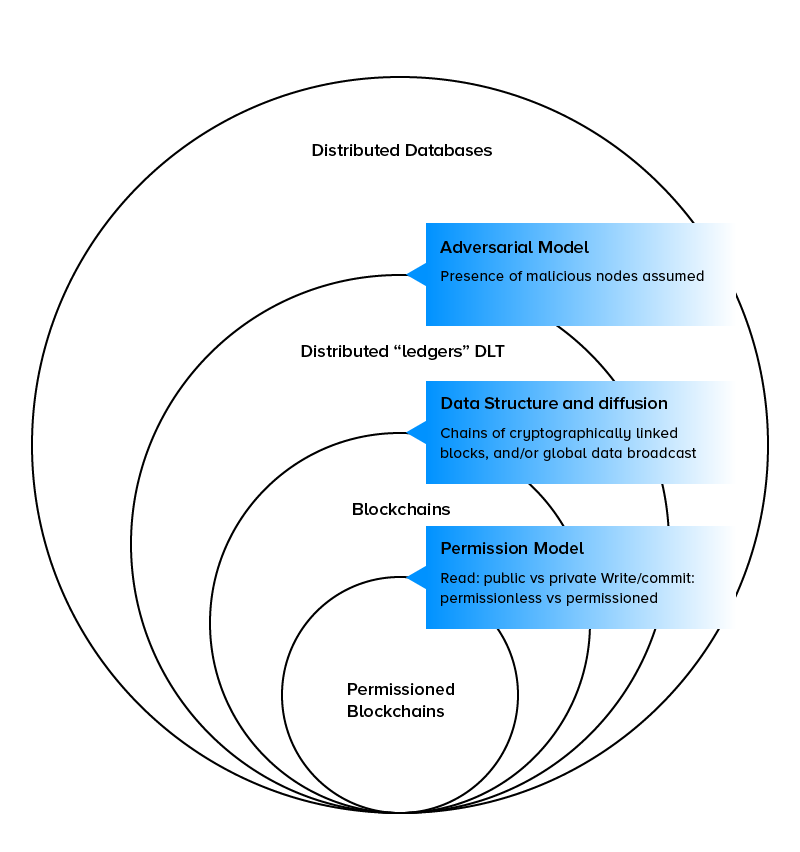 Distributed Databases
Adversarial Model
Presence of malicious nodes assumed
Distributed “ledgers” DLT
Data Structure and diffusion
Chains of cryptographically linked
blocks, and/or global data broadcast
Blockchains
Permission Model
Read: public vs private Write/commit:
permissionless vs permissioned
Permissioned
Blockchains